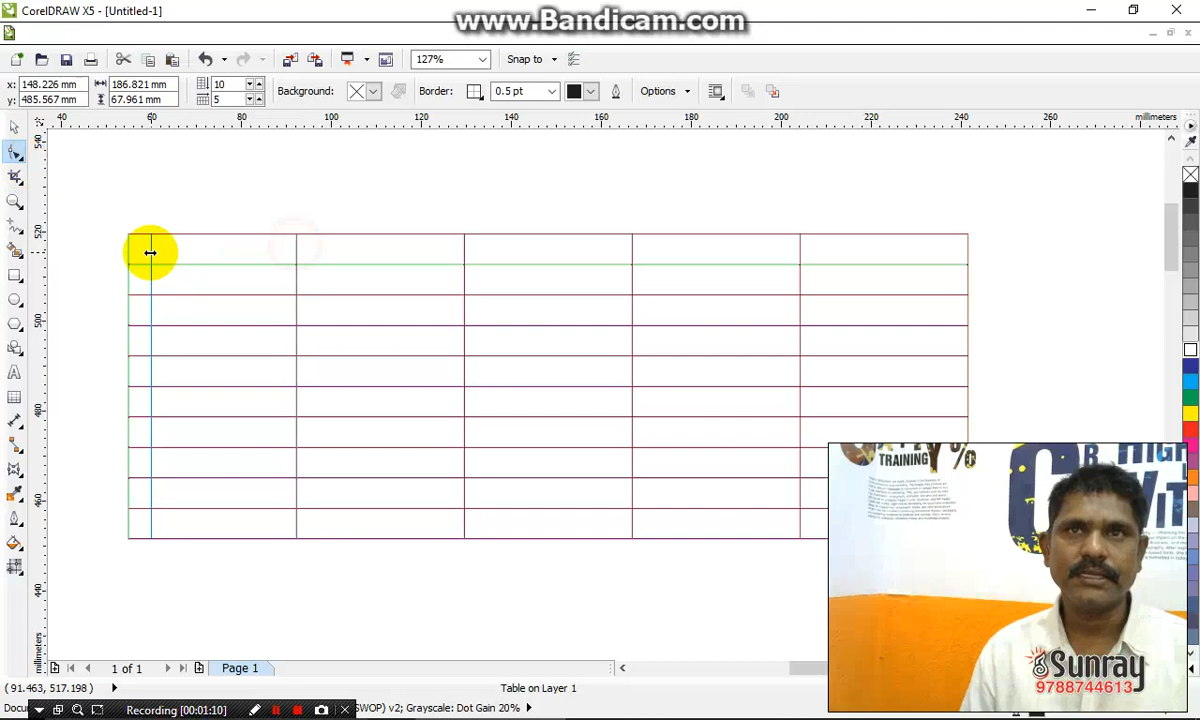 CorelDRAW X5 - [Untitled-1]
www.Bandicam.com
127%
Snap to
x: 148.226 mm
y: 485.567 mm
186.821 mm
67.961 mm
10
5
Background:
Border:
0.5 pt
Options
40 60 80 100 120 140 160 180 200 220 240 260 millimeters
540
520
500
480
460
440
millimeters
TRAINING
%
1 of 1
Page 1
(91.463, 517.198)
Table on Layer 1
Recording [00:01:10]
SWOP) v2; Grayscale: Dot Gain 20%
Sunray
9788744613